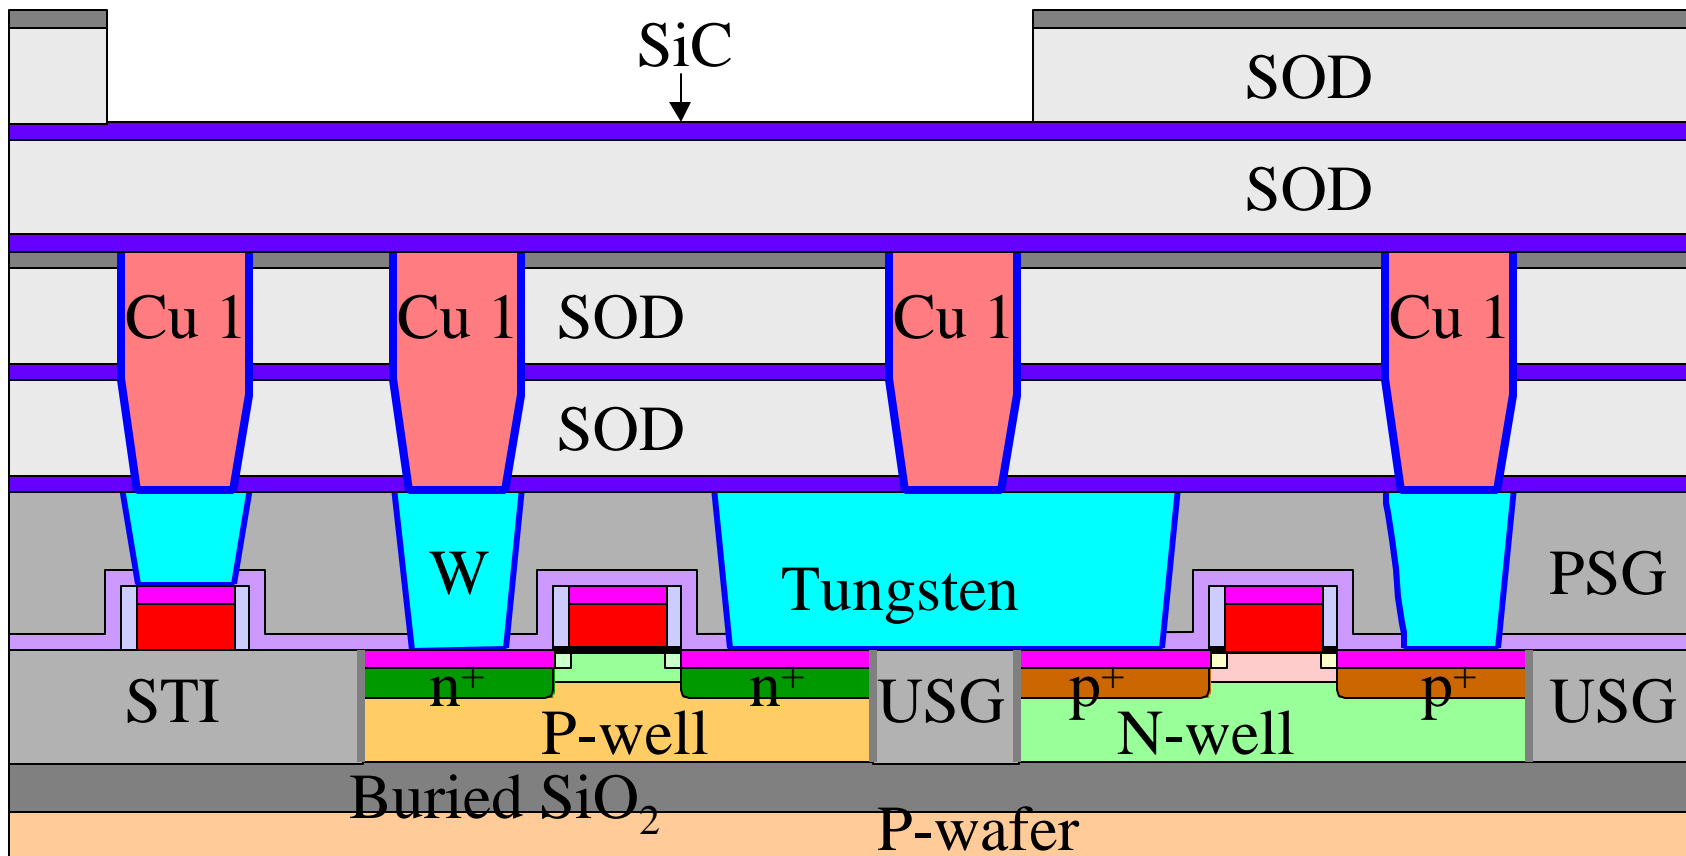 SiC
SOD
SOD
Cu 1 Cu 1 SOD Cu 1 Cu 1
SOD
W Tungsten PSG
STI n⁺ n⁺ USG p⁺ p⁺ USG
P-well N-well
Buried SiO₂
P-wafer